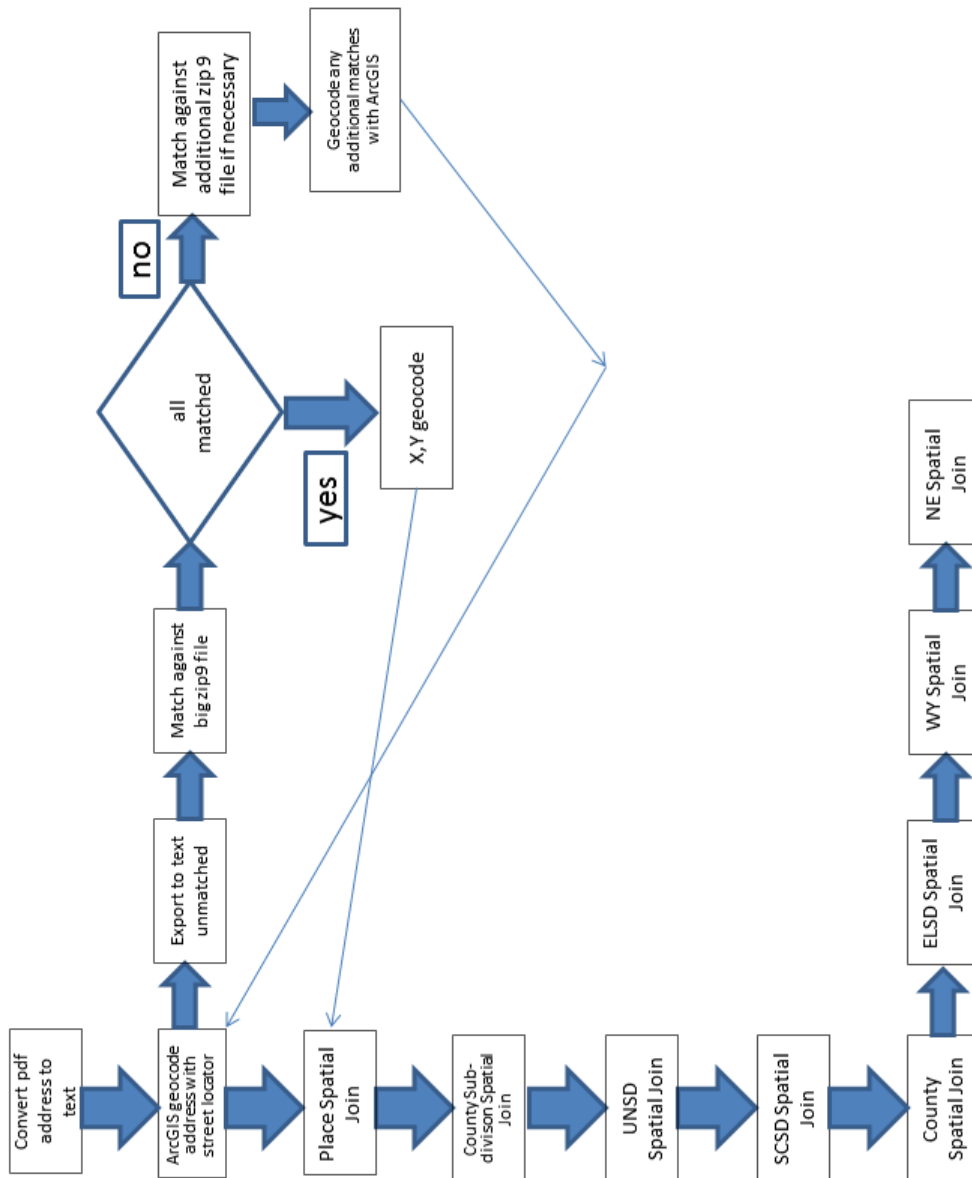 Convert pdf
address to
text
ArcGIS geocode
address with
street locator
Export to text
unmatched
Match against
big zip9 file
all
matched
no
Match against
additional zip 9
file if necessary
Geocode any
additional matches
with ArcGIS
yes
X,Y geocode
Place Spatial
Join
County Sub-
divison Spatial
Join
UNSD
Spatial Join
SCSD Spatial
Join
County
Spatial Join
ELSD Spatial
Join
WY Spatial
Join
NE Spatial
Join